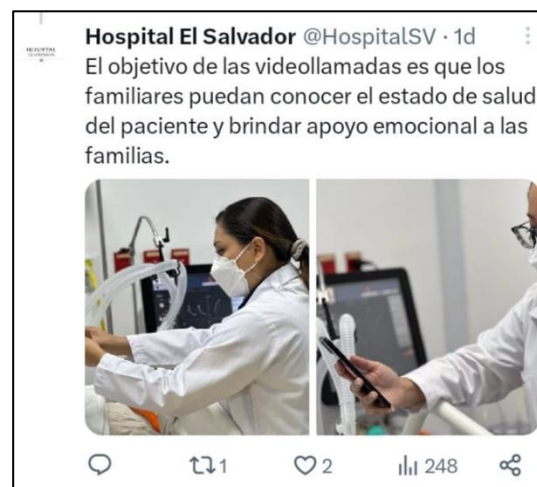 Hospital El Salvador @HospitalSV · 1d
El objetivo de las videollamadas es que los
familiares puedan conocer el estado de salud
del paciente y brindar apoyo emocional a las
familias.
1 2 248